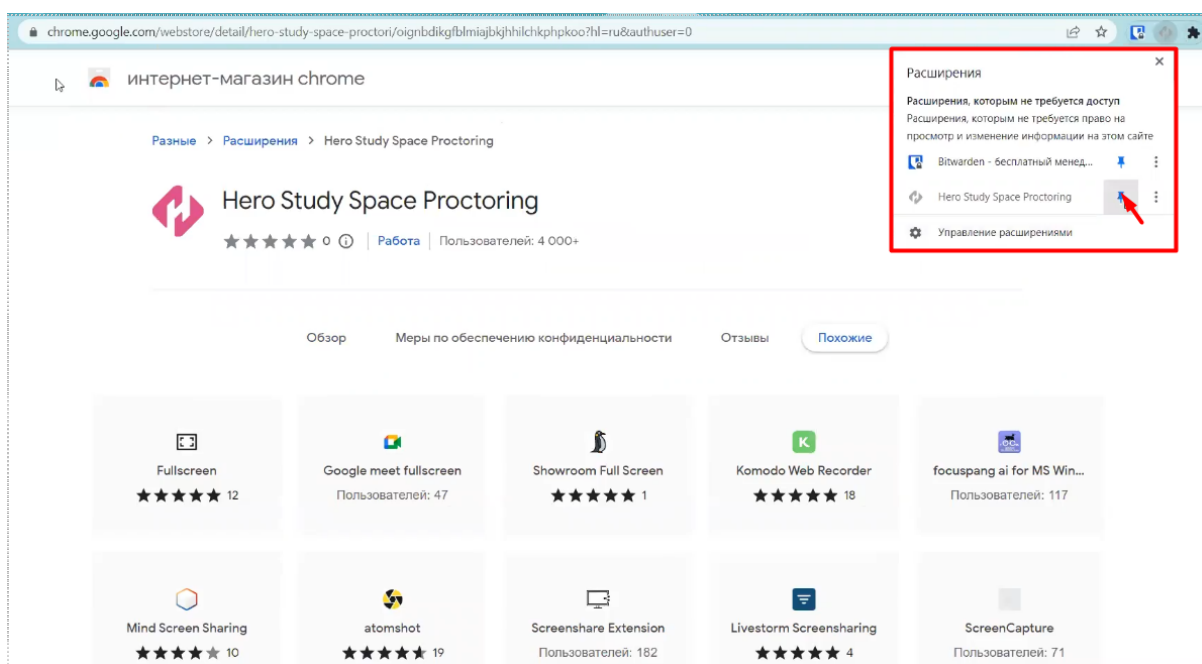 chrome.google.com/webstore/detail/hero-study-space-proctori/oignbdikgfblmiajbkjhhilchkphpkoo?hl=ru&authuser=0
интернет-магазин chrome
Разные > Расширения > Hero Study Space Proctoring
Hero Study Space Proctoring
0 Работа Пользователей: 4 000+
Расширения
Расширения, которым не требуется доступ
Расширения, которым не требуется право на
просмотр и изменение информации на этом сайте
Bitwarden - бесплатный менед...
Hero Study Space Proctoring
Управление расширениями
Обзор Меры по обеспечению конфиденциальности Отзывы Похожие
Fullscreen Google meet fullscreen Showroom Full Screen Komodo Web Recorder focuspang ai for MS Win...
12 Пользователей: 47 1 18 Пользователей: 117
Mind Screen Sharing atomshot Screenshare Extension Livestorm Screensharing ScreenCapture
10 19 Пользователей: 182 4 Пользователей: 71